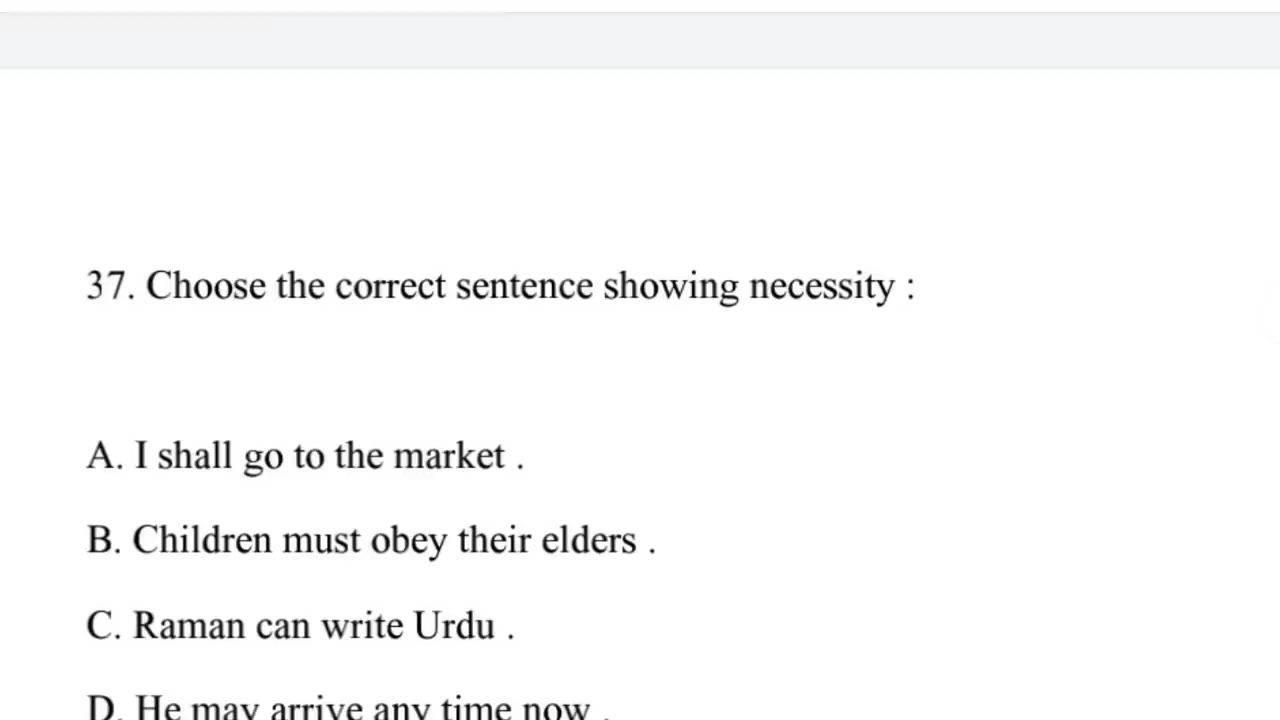 37. Choose the correct sentence showing necessity :
A. I shall go to the market .
B. Children must obey their elders .
C. Raman can write Urdu .
D. He may arrive any time now .